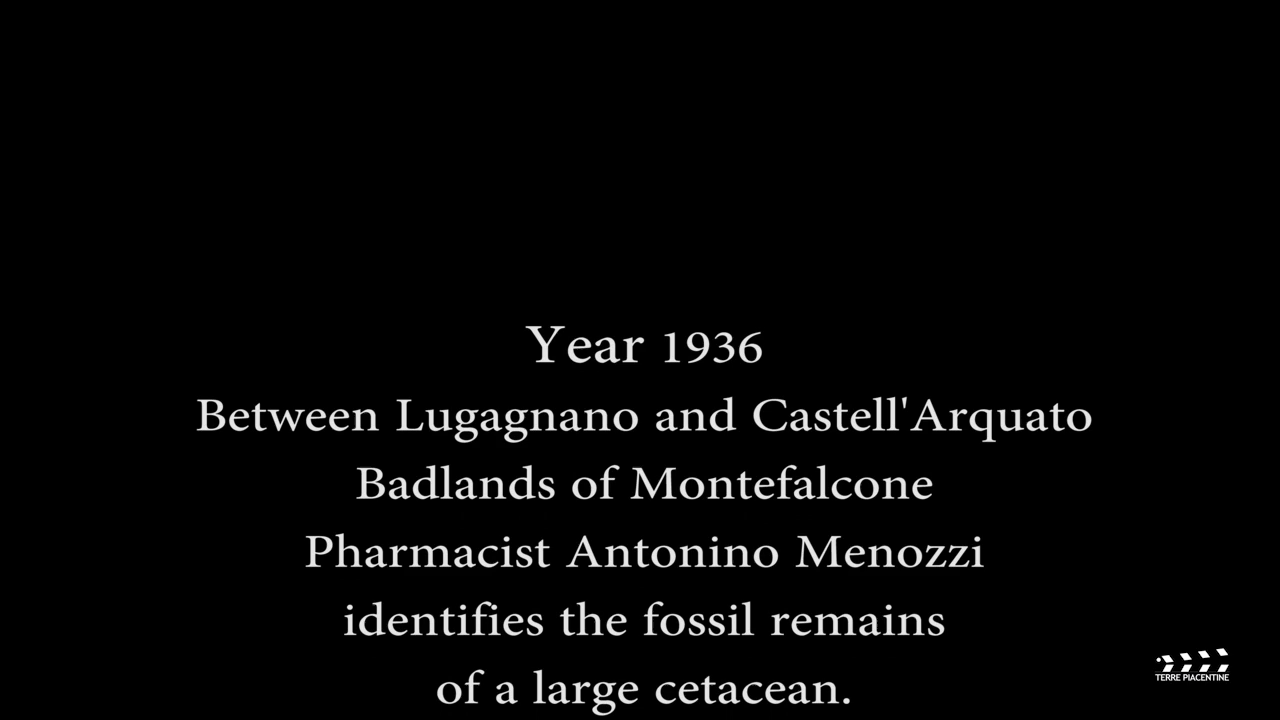 Year 1936
Between Lugagnano and Castell'Arquato
Badlands of Montefalcone
Pharmacist Antonino Menozzi
identifies the fossil remains
of a large cetacean.
TERRE PIACENTINE